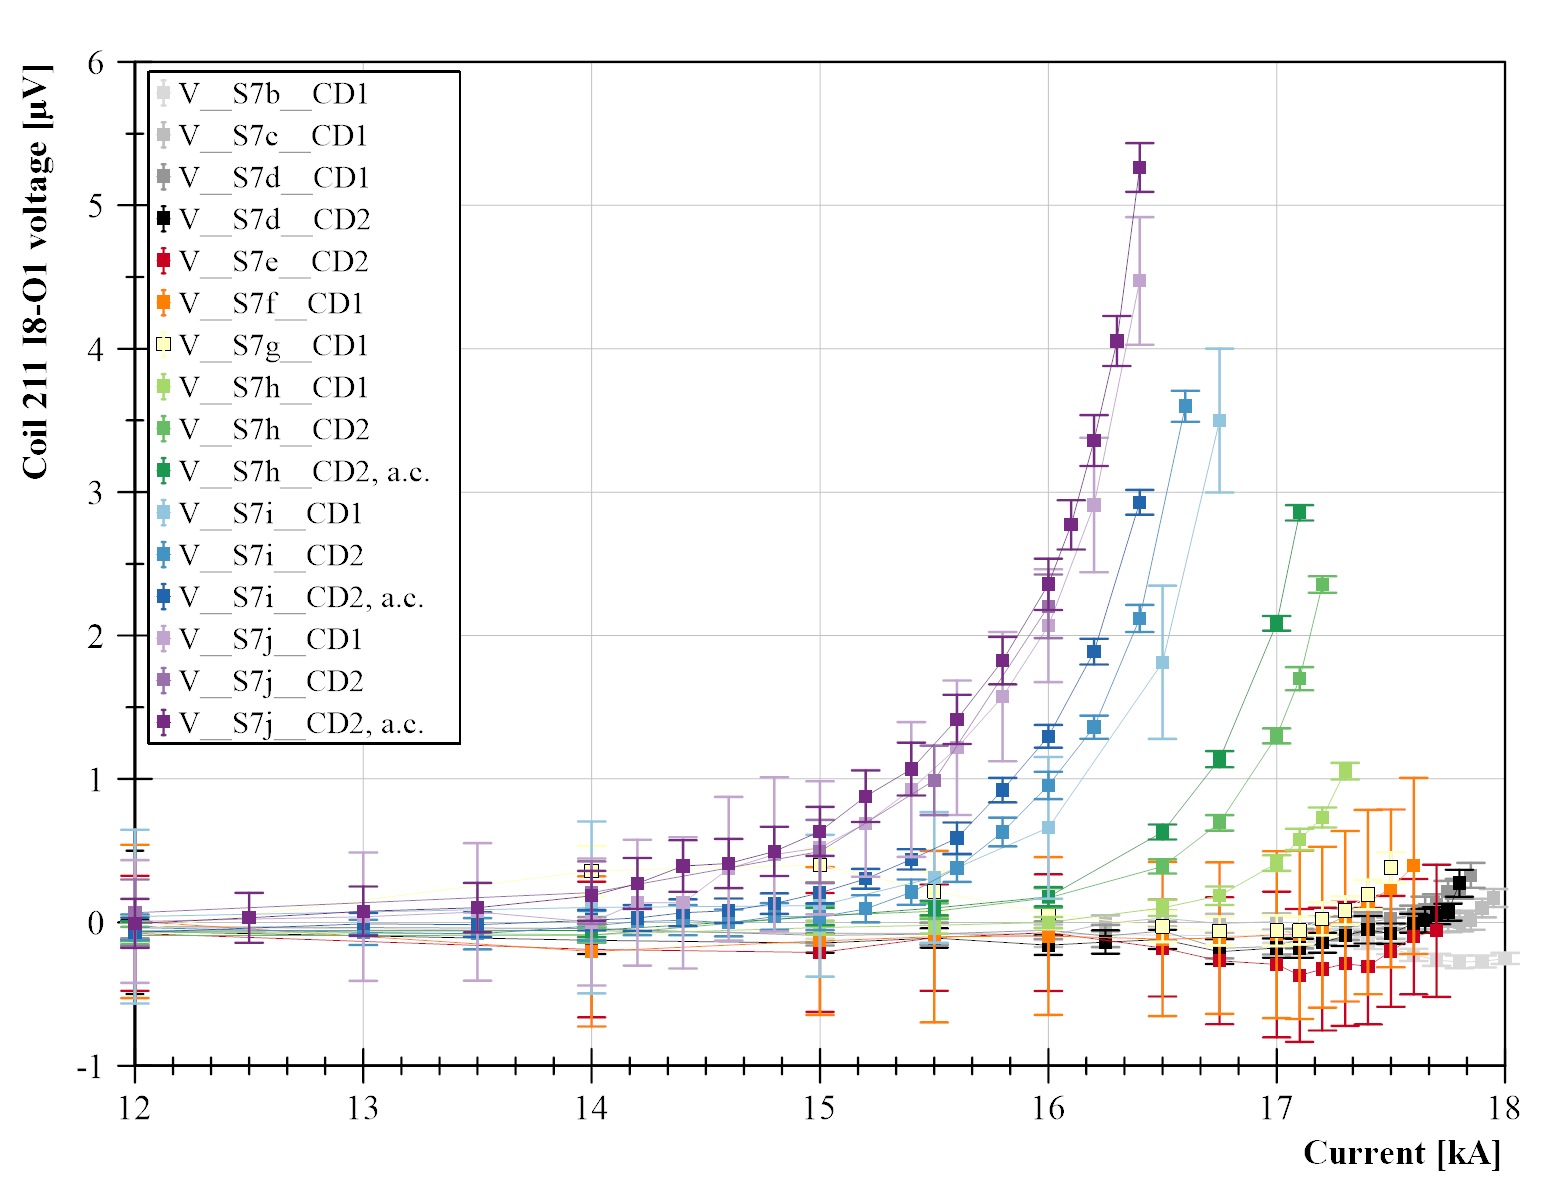 Coil 211 I8-O1 voltage [µV]
6
5
4
3
2
1
0
-1
V__S7b__CD1
V__S7c__CD1
V__S7d__CD1
V__S7d__CD2
V__S7e__CD2
V__S7f__CD1
V__S7g__CD1
V__S7h__CD1
V__S7h__CD2
V__S7h__CD2, a.c.
V__S7i__CD1
V__S7i__CD2
V__S7i__CD2, a.c.
V__S7j__CD1
V__S7j__CD2
V__S7j__CD2, a.c.
12 13 14 15 16 17 18
Current [kA]